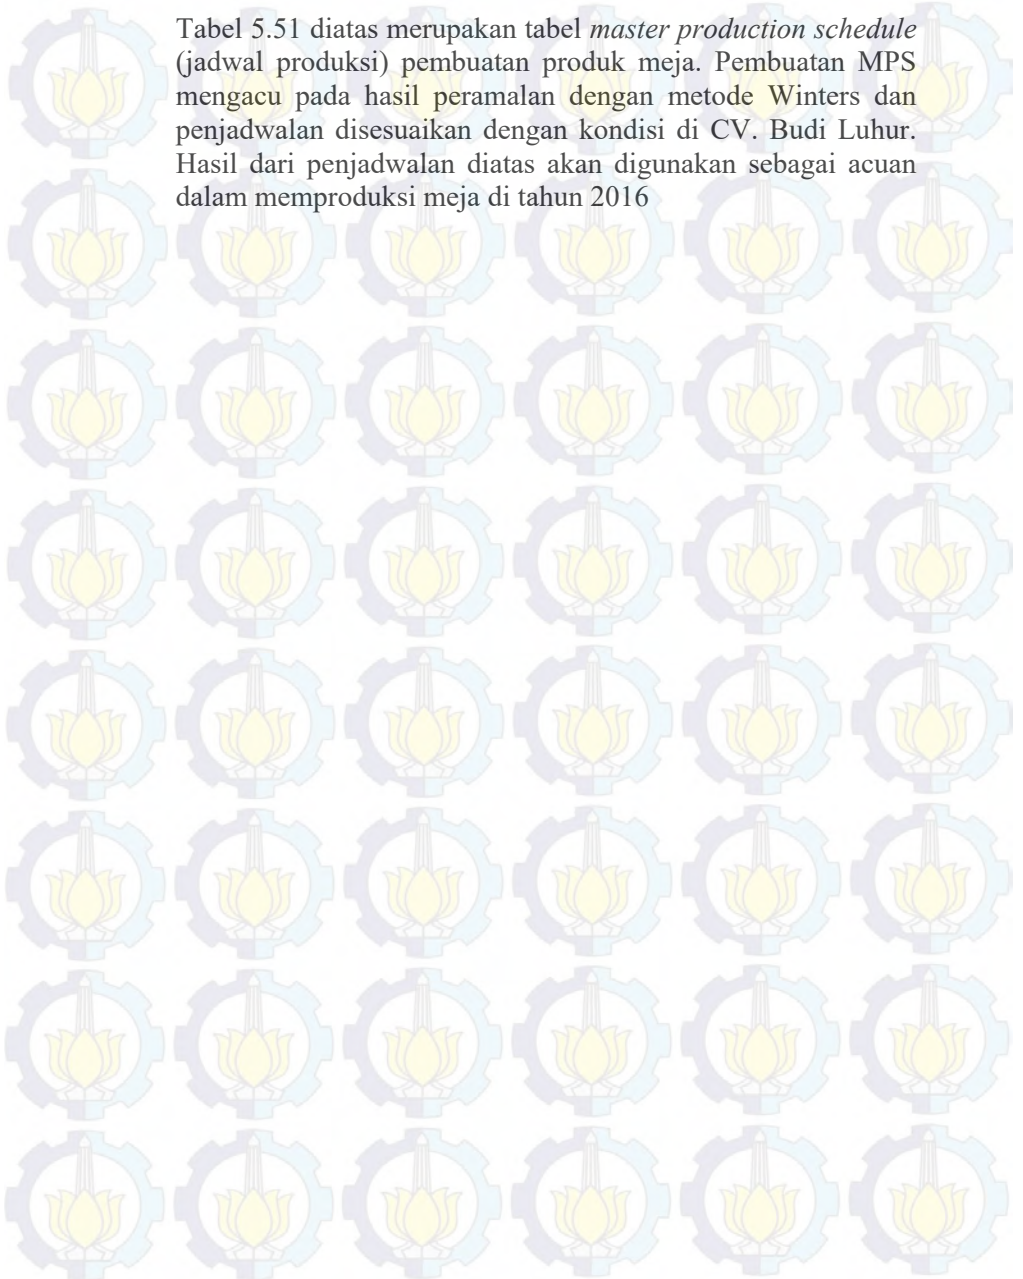 Tabel 5.51 diatas merupakan tabel master production schedule
(jadwal produksi) pembuatan produk meja. Pembuatan MPS
mengacu pada hasil peramalan dengan metode Winters dan
penjadwalan disesuaikan dengan kondisi di CV. Budi Luhur.
Hasil dari penjadwalan diatas akan digunakan sebagai acuan
dalam memproduksi meja di tahun 2016